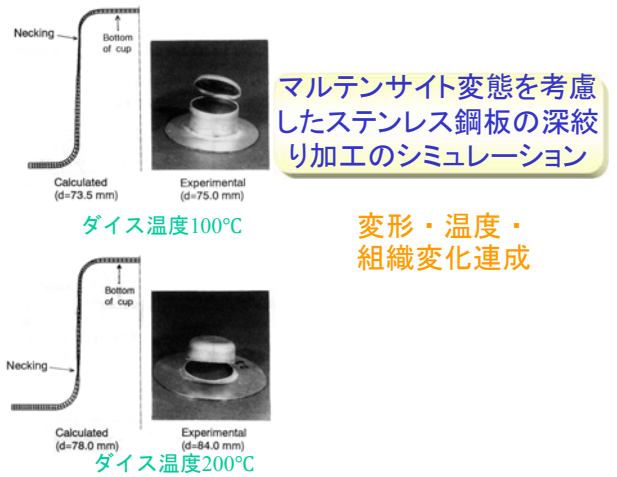 Necking
Bottom
of cup
Calculated
(d=73.5 mm)
Experimental
(d=75.0 mm)
ダイス温度100℃
マルテンサイト変態を考慮
したステンレス鋼板の深絞
り加工のシミュレーション
変形・温度・
組織変化連成
Bottom
of cup
Necking
Calculated
(d=78.0 mm)
Experimental
(d=84.0 mm)
ダイス温度200℃